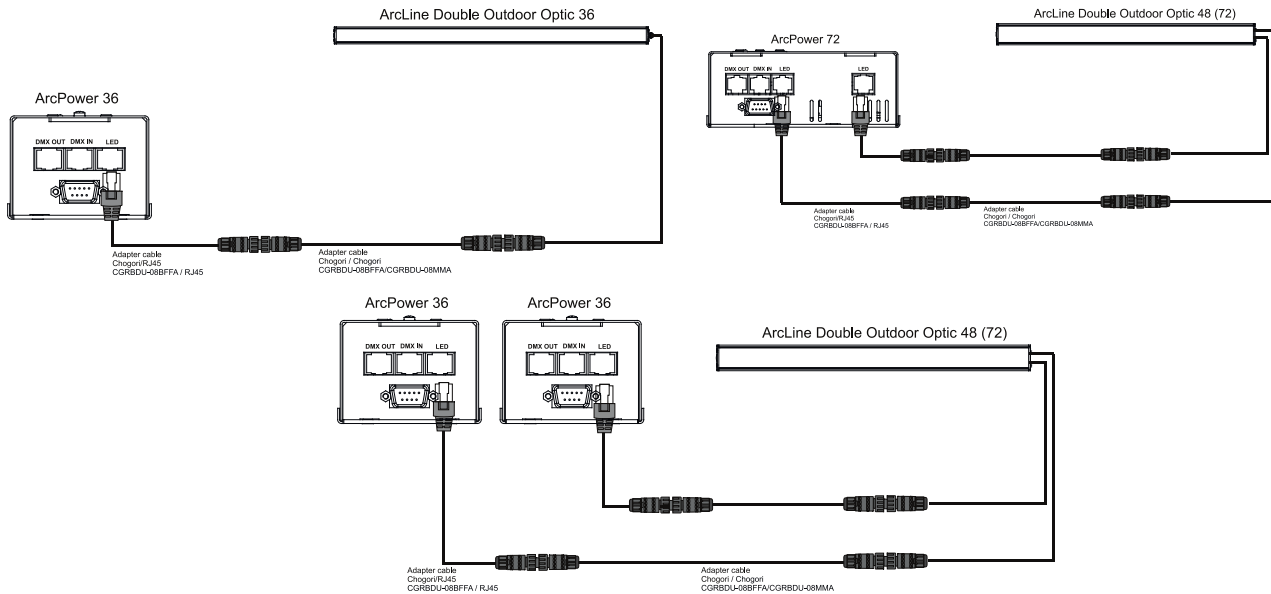 ArcLine Double Outdoor Optic 36
ArcPower 36
DMX OUT DMX IN LED
Adapter cable
Chogori/RJ45
CGRBDU-08BFFA / RJ45
Adapter cable
Chogori / Chogori
CGRBDU-08BFFA/CGRBDU-08MMA
ArcLine Double Outdoor Optic 48 (72)
ArcPower 72
DMX OUT DMX IN LED
LED
Adapter cable
Chogori/RJ45
CGRBDU-08BFFA / RJ45
Adapter cable
Chogori / Chogori
CGRBDU-08BFFA/CGRBDU-08MMA
ArcPower 36
ArcPower 36
ArcLine Double Outdoor Optic 48 (72)
DMX OUT DMX IN LED
DMX OUT DMX IN LED
Adapter cable
Chogori/RJ45
CGRBDU-08BFFA / RJ45
Adapter cable
Chogori / Chogori
CGRBDU-08BFFA/CGRBDU-08MMA